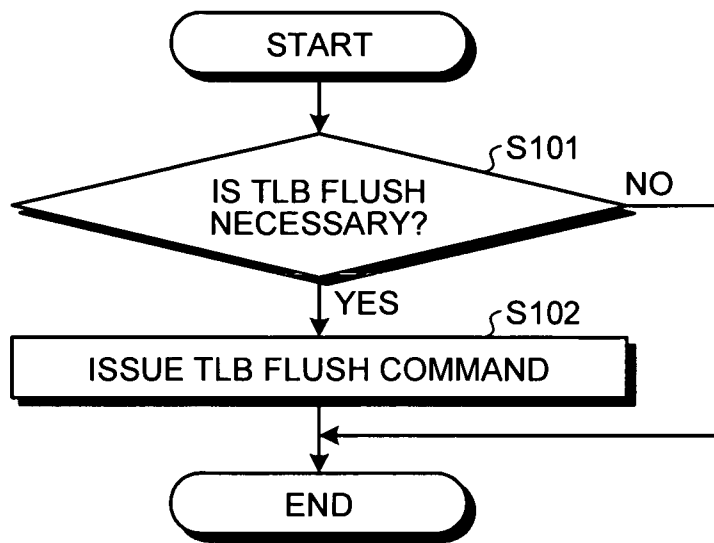 START
S101
IS TLB FLUSH
NECESSARY?
NO
YES
S102
ISSUE TLB FLUSH COMMAND
END